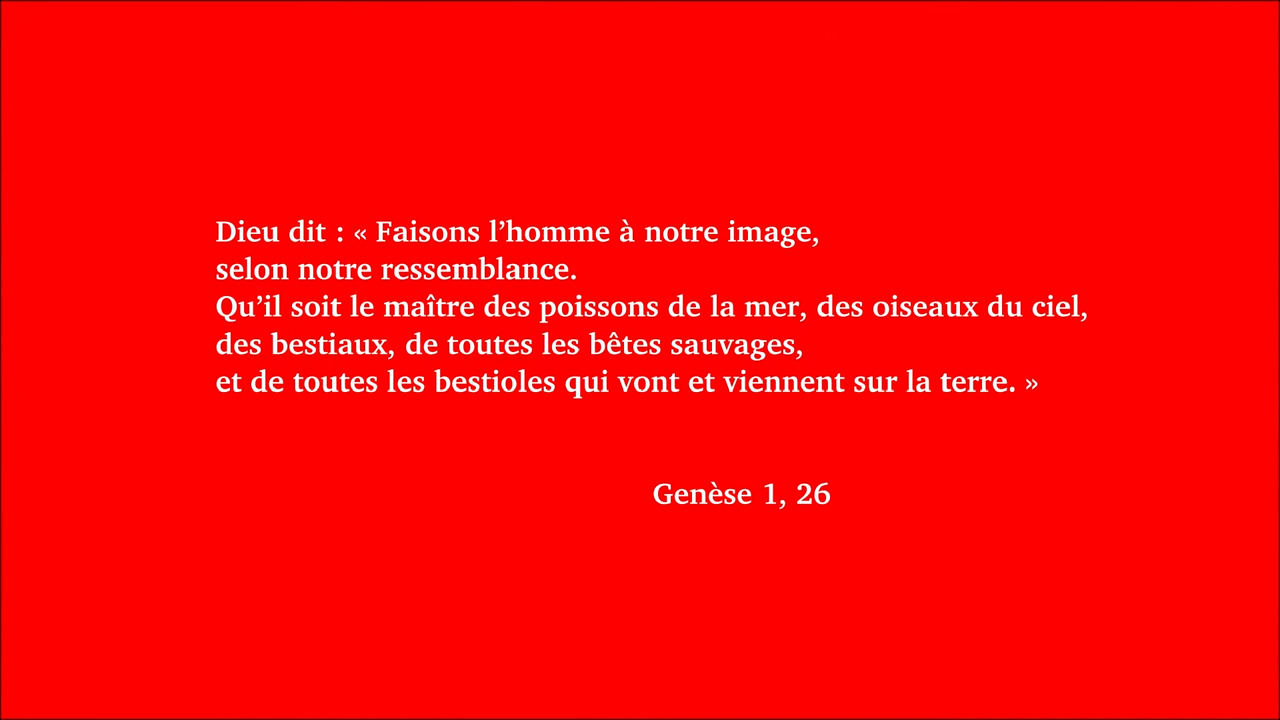 Dieu dit : « Faisons l’homme à notre image,
selon notre ressemblance.
Qu’il soit le maître des poissons de la mer, des oiseaux du ciel,
des bestiaux, de toutes les bêtes sauvages,
et de toutes les bestioles qui vont et viennent sur la terre. »
Genèse 1, 26